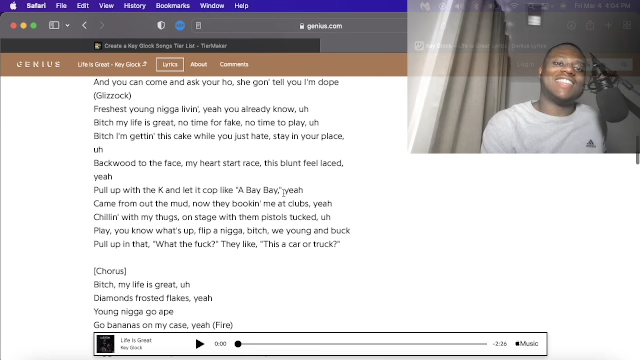 Safari File Edit View History Bookmarks Window Help
Fri Mar 4 4:04 PM
genius.com
Create a Key Glock Songs Tier List - TierMaker
GENIUS Life Is Great - Key Glock Lyrics About Comments
And you can come and ask your ho, she gon' tell you I'm dope
(Glizzock)
Freshest young nigga livin', yeah you already know, uh
Bitch my life is great, no time for fake, no time to play, uh
Bitch I'm gettin' this cake while you just hate, stay in your place,
uh
Backwood to the face, my heart start race, this blunt feel laced,
yeah
Pull up with the K and let it cop like "A Bay Bay," yeah
Came from out the mud, now they bookin' me at clubs, yeah
Chillin' with my thugs, on stage with them pistols tucked, uh
Play, you know what's up, flip a nigga, bitch, we young and buck
Pull up in that, "What the fuck?" They like, "This a car or truck?"
[Chorus]
Bitch, my life is great, uh
Diamonds frosted flakes, yeah
Young nigga go ape
Go bananas on my case, yeah (Fire)
Life Is Great
Key Glock
0:00
-2:26
Music
adidas